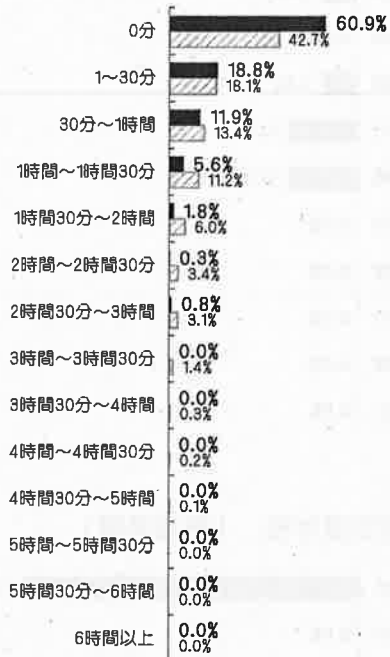 0分
60.9%
42.7%
1～30分
18.8%
18.1%
30分～1時間
11.9%
13.4%
1時間～1時間30分
5.6%
11.2%
1時間30分～2時間
1.8%
6.0%
2時間～2時間30分
0.3%
3.4%
2時間30分～3時間
0.8%
3.1%
3時間～3時間30分
0.0%
1.4%
3時間30分～4時間
0.0%
0.3%
4時間～4時間30分
0.0%
0.2%
4時間30分～5時間
0.0%
0.1%
5時間～5時間30分
0.0%
0.0%
5時間30分～6時間
0.0%
0.0%
6時間以上
0.0%
0.0%